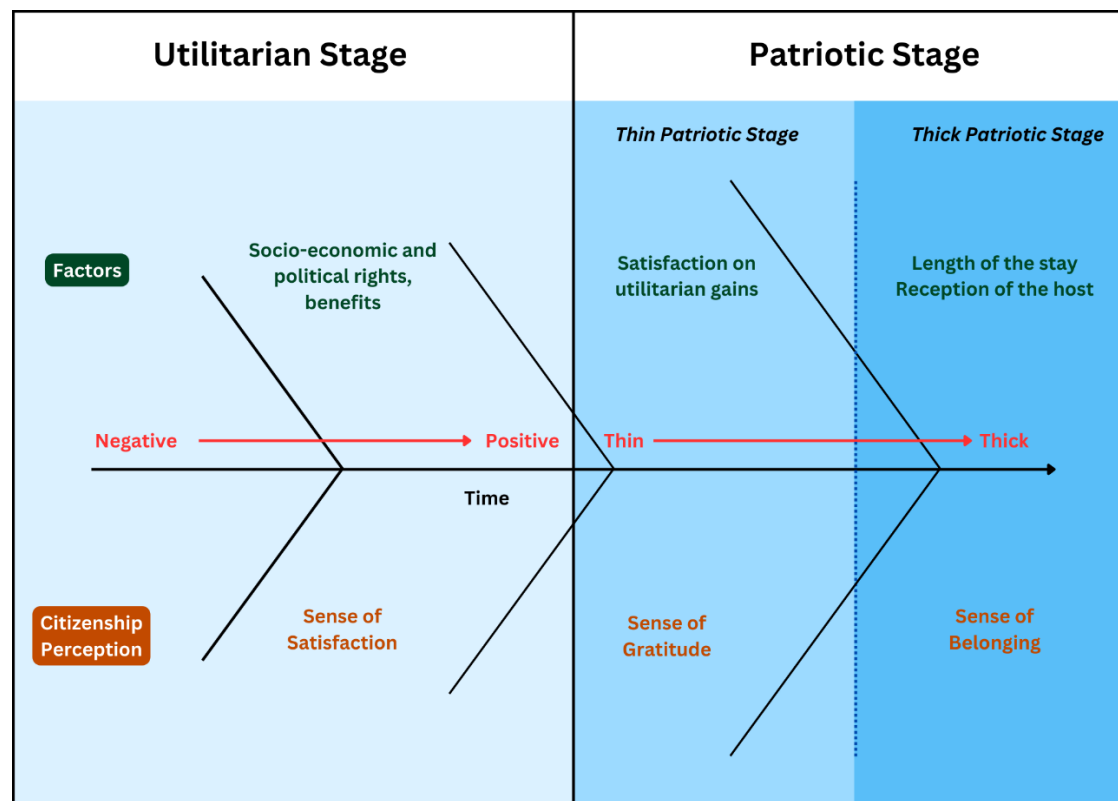 Utilitarian Stage
Patriotic Stage
Thin Patriotic Stage
Thick Patriotic Stage
Factors
Socio-economic and
political rights,
benefits
Satisfaction on
utilitarian gains
Length of the stay
Reception of the host
Negative
Positive
Thin
Thick
Time
Citizenship
Perception
Sense of
Satisfaction
Sense of
Gratitude
Sense of
Belonging